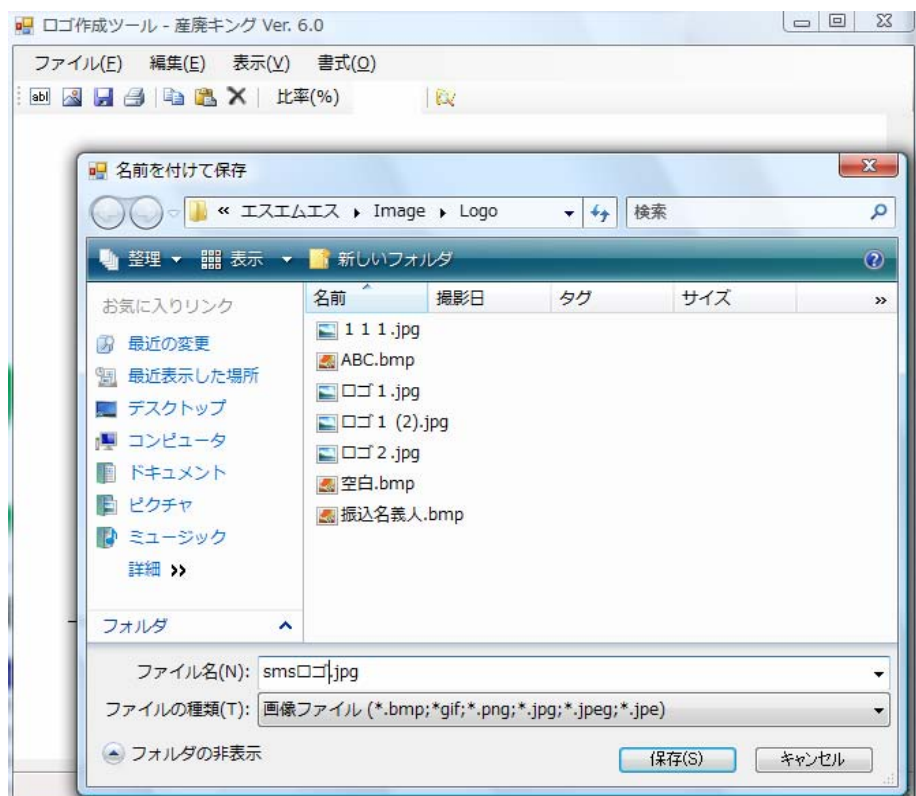 ロゴ作成ツール - 産廃キング Ver. 6.0
ファイル(F) 編集(E) 表示(V) 書式(O)
abl 比率(%)
名前を付けて保存
« エスエムエス Image Logo 検索
整理 表示 新しいフォルダ
お気に入りリンク
最近の変更
最近表示した場所
デスクトップ
コンピュータ
ドキュメント
ピクチャ
ミュージック
詳細 »
フォルダ
名前 撮影日 タグ サイズ »
111.jpg
ABC.bmp
ロゴ1.jpg
ロゴ1 (2).jpg
ロゴ2.jpg
空白.bmp
振込名義人.bmp
ファイル名(N): smsロゴ.jpg
ファイルの種類(T): 画像ファイル (*.bmp;*gif;*.png;*.jpg;*.jpeg;*.jpe)
フォルダの非表示 保存(S) キャンセル